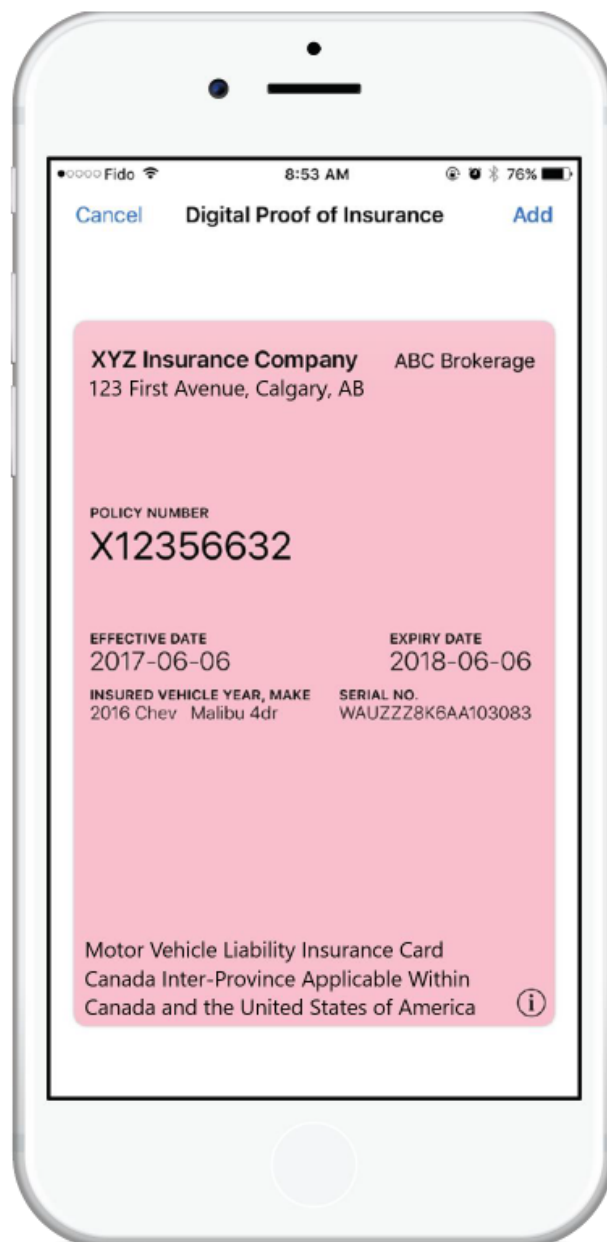 Fido 8:53 AM 76%
Cancel Digital Proof of Insurance Add
XYZ Insurance Company ABC Brokerage
123 First Avenue, Calgary, AB
POLICY NUMBER
X12356632
EFFECTIVE DATE EXPIRY DATE
2017-06-06 2018-06-06
INSURED VEHICLE YEAR, MAKE SERIAL NO.
2016 Chev Malibu 4dr WAUZZZ8K6AA103083
Motor Vehicle Liability Insurance Card
Canada Inter-Province Applicable Within
Canada and the United States of America